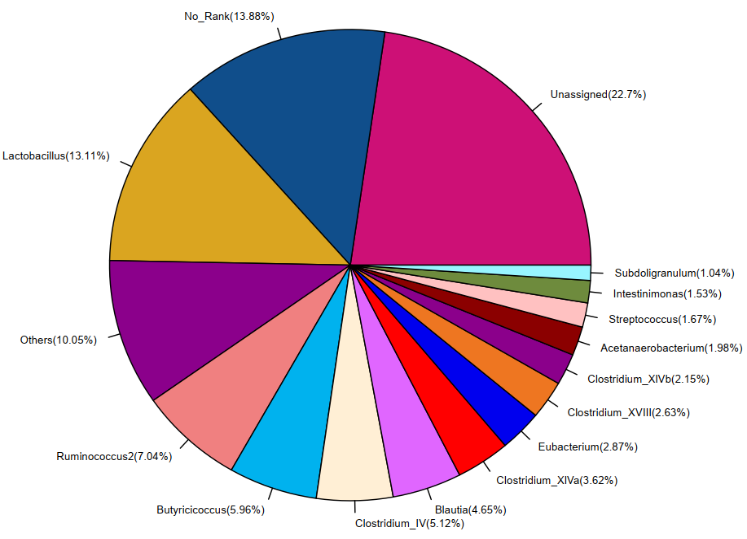 No_Rank(13.88%)
Unassigned(22.7%)
Lactobacillus(13.11%)
Subdoligranulum(1.04%)
Intestinimonas(1.53%)
Streptococcus(1.67%)
Others(10.05%)
Acetanaerobacterium(1.98%)
Clostridium_XIVb(2.15%)
Clostridium_XVIII(2.63%)
Eubacterium(2.87%)
Ruminococcus2(7.04%)
Clostridium_XIVa(3.62%)
Butyricicoccus(5.96%)
Blautia(4.65%)
Clostridium_IV(5.12%)